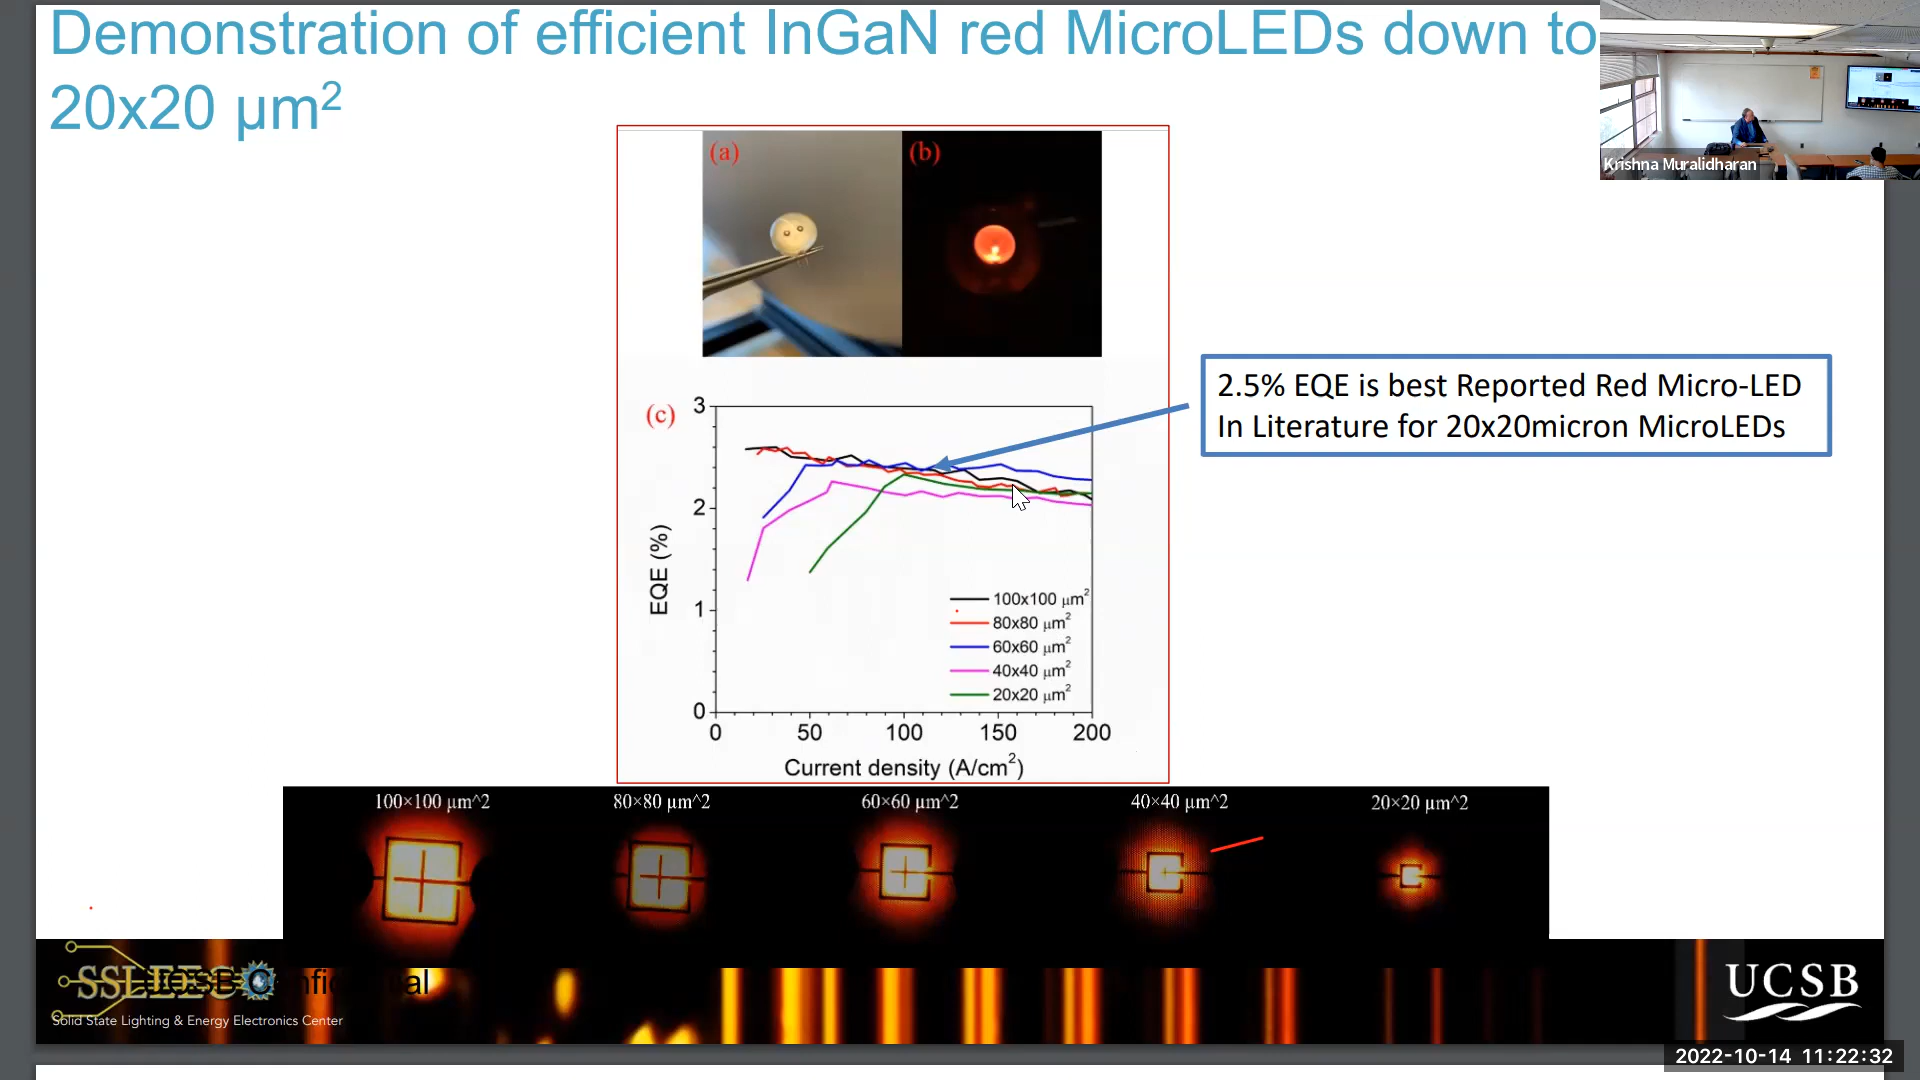 Demonstration of efficient InGaN red MicroLEDs down to
20x20 µm²
Krishna Muralidharan
(a)
(b)
2.5% EQE is best Reported Red Micro-LED
In Literature for 20x20micron MicroLEDs
(c)
3
2
1
0
EQE (%)
100x100 µm²
80x80 µm²
60x60 µm²
40x40 µm²
20x20 µm²
0 50 100 150 200
Current density (A/cm²)
100×100 µm^2 80×80 µm^2 60×60 µm^2 40×40 µm^2 20×20 µm^2
SSLEEC
UCSB Confidential
Solid State Lighting & Energy Electronics Center
UCSB
2022-10-14 11:22:32